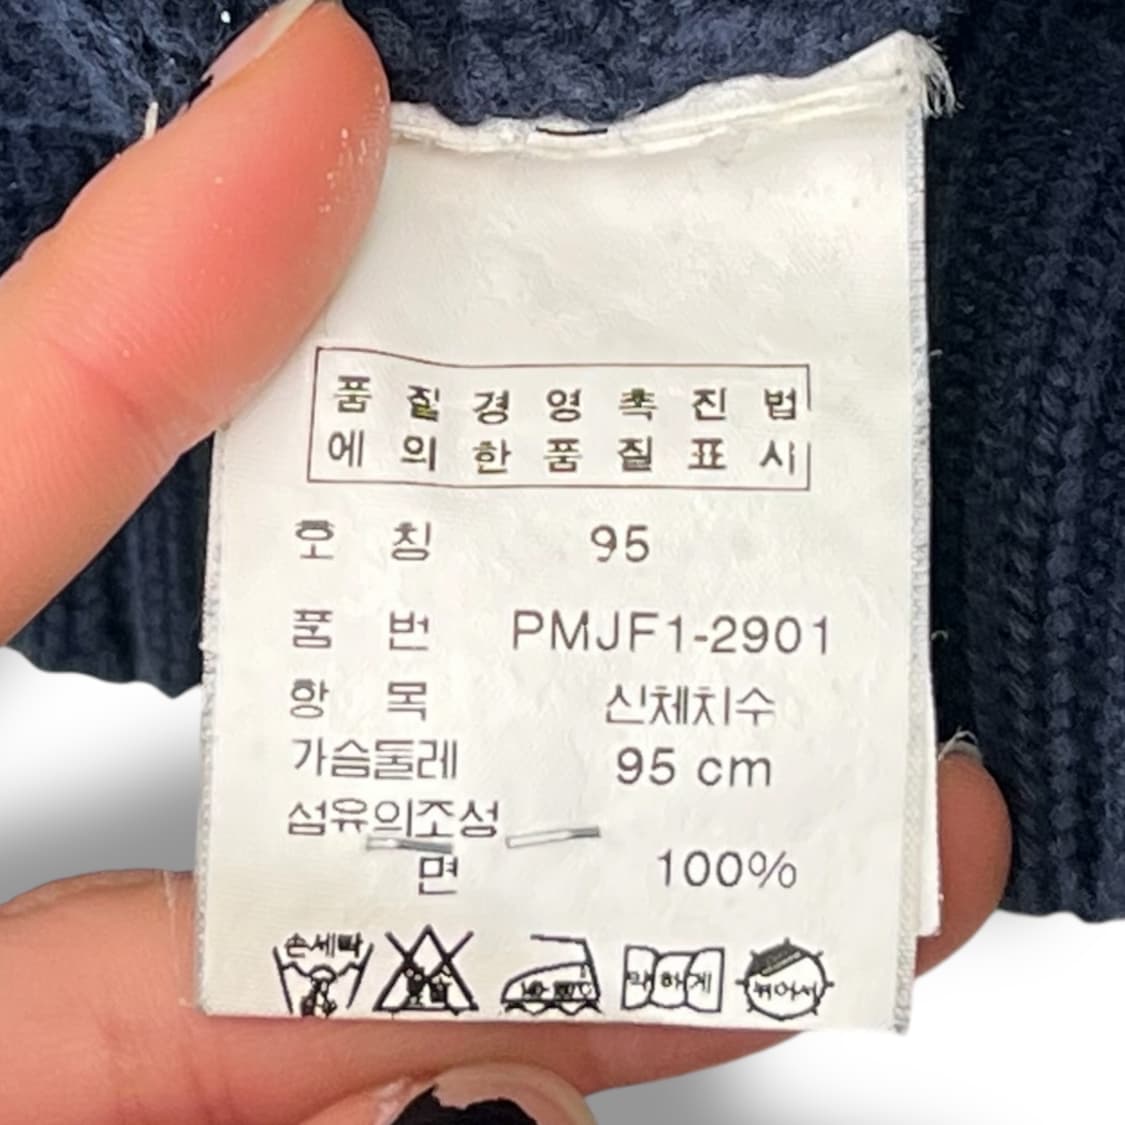 품 질 경 영 촉 진 법
에 의 한 품 질 표 시
호 칭 95
품 번 PMJF1-2901
항 목 신체치수
가슴둘레 95 cm
섬유의조성
면 100%
손세탁 약하게 뉘어서